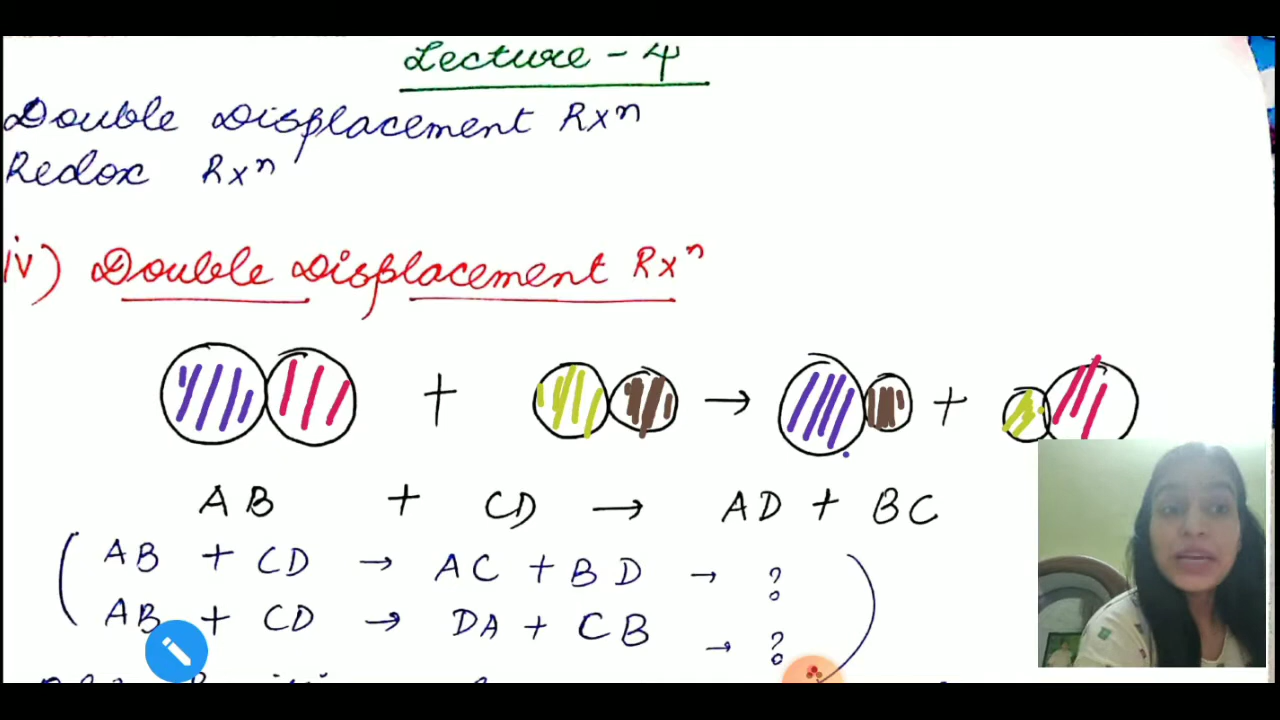 Lecture - 4
Double Displacement Rxⁿ
Redox Rxⁿ
iv) Double Displacement Rxⁿ
+ → +
AB + CD → AD + BC
( AB + CD → AC + BD → ?
AB + CD → DA + CB → ? )